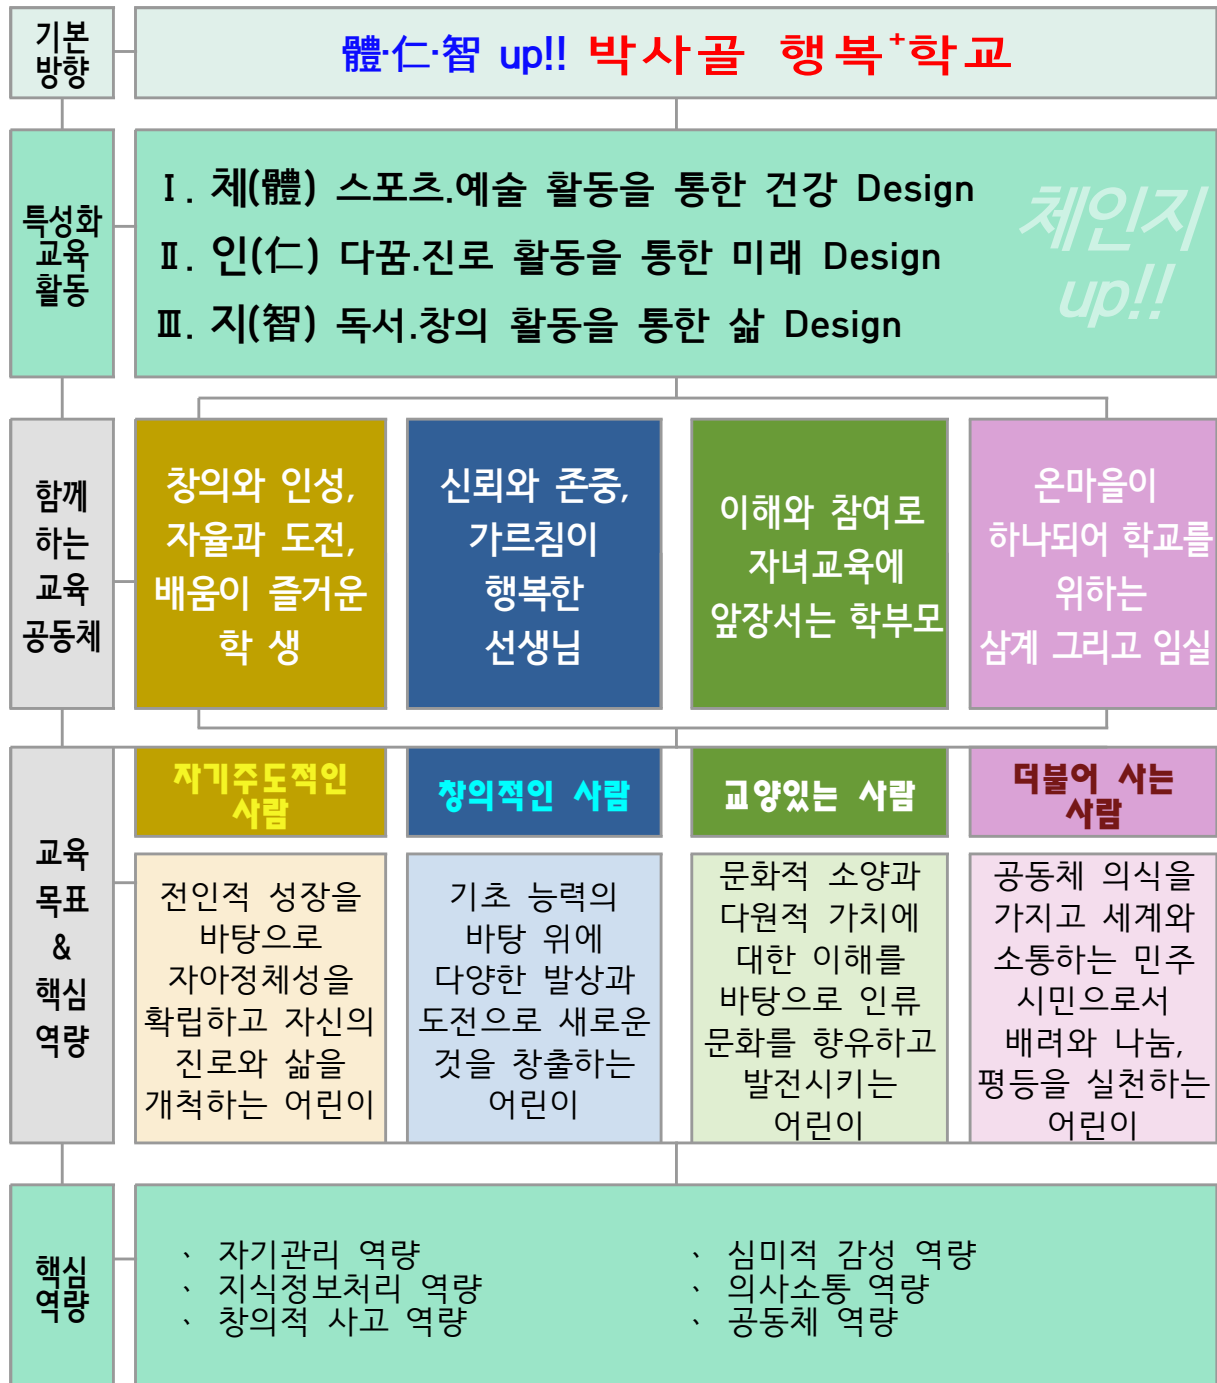 기본
방향
體·仁·智 up!! 박사골 행복+학교
특성화
교육
활동
Ⅰ. 체(體) 스포츠.예술 활동을 통한 건강 Design
Ⅱ. 인(仁) 다꿈.진로 활동을 통한 미래 Design
Ⅲ. 지(智) 독서.창의 활동을 통한 삶 Design
체인지
up!!
함께
하는
교육
공동체
창의와 인성,
자율과 도전,
배움이 즐거운
학 생
신뢰와 존중,
가르침이
행복한
선생님
이해와 참여로
자녀교육에
앞장서는 학부모
온마을이
하나되어 학교를
위하는
삼계 그리고 임실
교육
목표
&
핵심
역량
자기주도적인
사람
창의적인 사람
교양있는 사람
더불어 사는
사람
전인적 성장을
바탕으로
자아정체성을
확립하고 자신의
진로와 삶을
개척하는 어린이
기초 능력의
바탕 위에
다양한 발상과
도전으로 새로운
것을 창출하는
어린이
문화적 소양과
다원적 가치에
대한 이해를
바탕으로 인류
문화를 향유하고
발전시키는
어린이
공동체 의식을
가지고 세계와
소통하는 민주
시민으로서
배려와 나눔,
평등을 실천하는
어린이
핵심
역량
、 자기관리 역량
、 지식정보처리 역량
、 창의적 사고 역량
、 심미적 감성 역량
、 의사소통 역량
、 공동체 역량